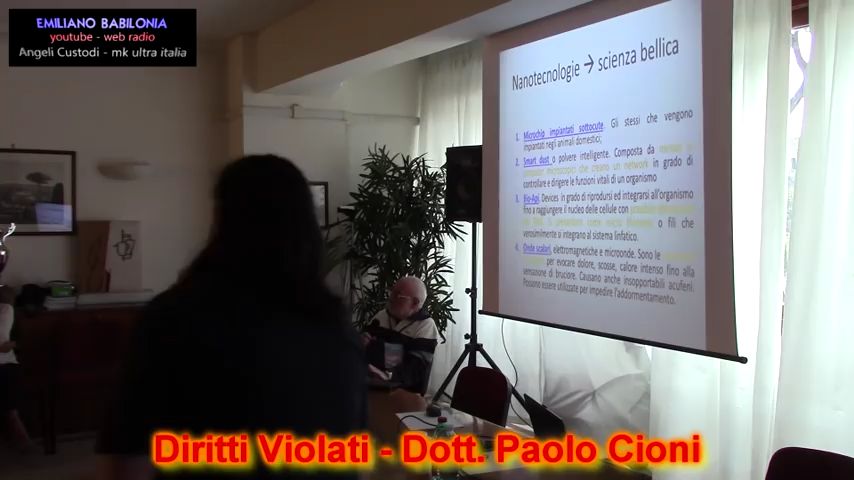 EMILIANO BABILONIA
youtube - web radio
Angeli Custodi - mk ultra italia
Nanotecnologie → scienza bellica
1. Microchip impiantati sottocute. Gli stessi che vengono
impiantati negli animali domestici;
2. Smart dust o polvere intelligente. Composta da
in grado di
controllare e dirigere le funzioni vitali di un organismo
3. Bio-Api. Devices in grado di riprodursi ed integrarsi all'organismo
fino a raggiungere il nucleo delle cellule con
o fili che
verosimilmente si integrano al sistema linfatico.
4. Onde scalari, elettromagnetiche e microonde. Sono le
per evocare dolore, scosse, calore intenso fino alla
sensazione di bruciore. Causano anche insopportabili acufeni.
Possono essere utilizzate per impedire l'addormentamento.
Diritti Violati - Dott. Paolo Cioni